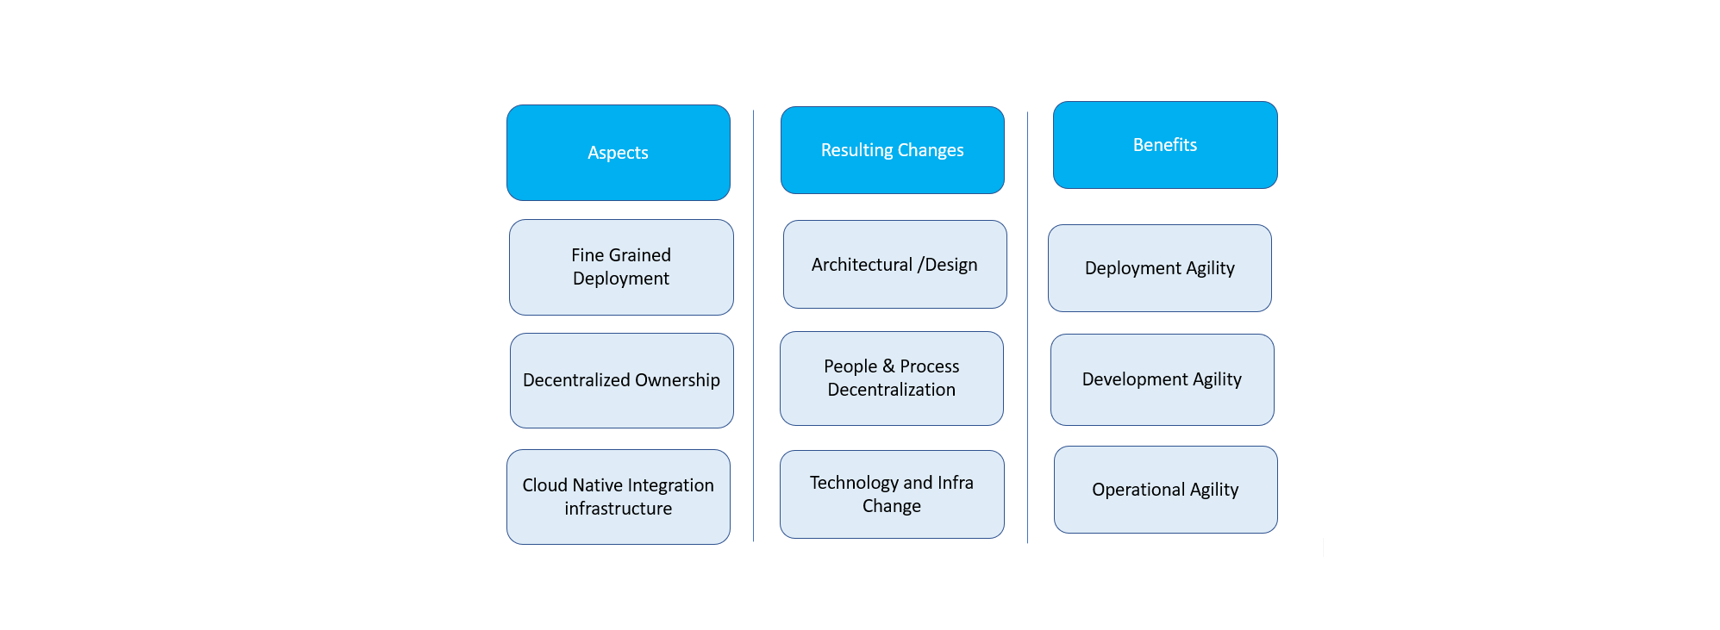 Aspects
Resulting Changes
Benefits
Fine Grained
Deployment
Architectural /Design
Deployment Agility
Decentralized Ownership
People & Process
Decentralization
Development Agility
Cloud Native Integration
infrastructure
Technology and Infra
Change
Operational Agility